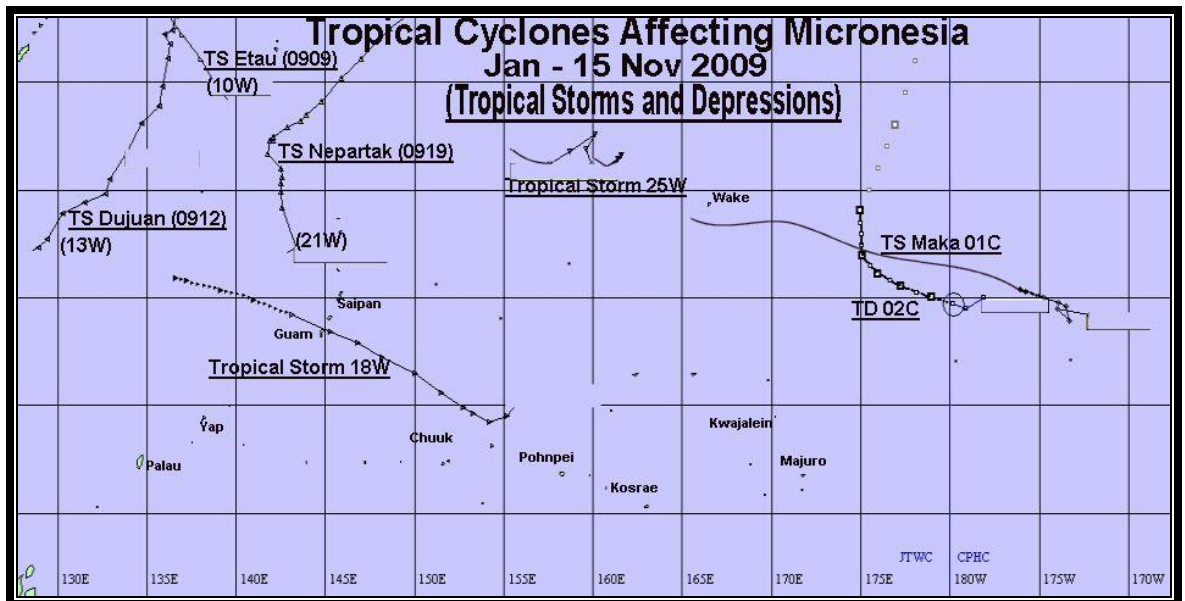 Tropical Cyclones Affecting Micronesia
Jan - 15 Nov 2009
(Tropical Storms and Depressions)
TS Etau (0909)
(10W)
TS Nepartak (0919)
Tropical Storm 25W
Wake
TS Dujuan (0912)
(13W)
(21W)
TS Maka 01C
Saipan
TD 02C
Guam
Tropical Storm 18W
Yap
Chuuk
Kwajalein
Palau
Pohnpei
Majuro
Kosrae
JTWC
CPHC
130E 135E 140E 145E 150E 155E 160E 165E 170E 175E 180W 175W 170W